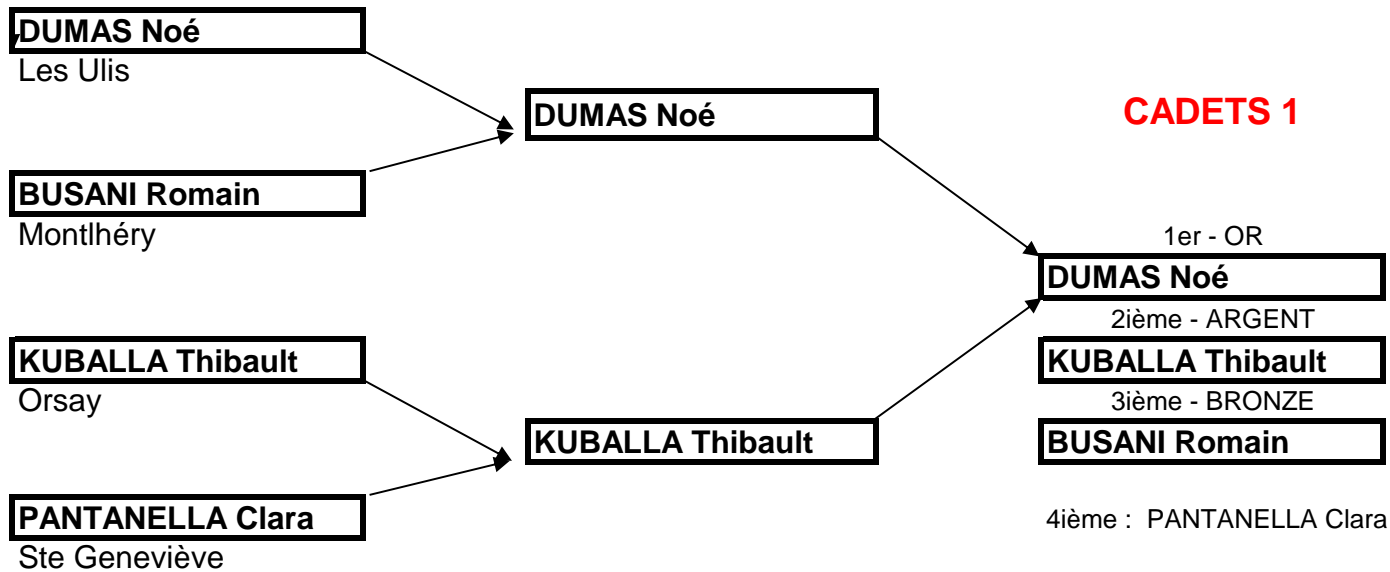 DUMAS Noé
Les Ulis
BUSANI Romain
Montlhéry
KUBALLA Thibault
Orsay
PANTANELLA Clara
Ste Geneviève
DUMAS Noé
KUBALLA Thibault
CADETS 1
1er - OR
DUMAS Noé
2ième - ARGENT
KUBALLA Thibault
3ième - BRONZE
BUSANI Romain
4ième : PANTANELLA Clara